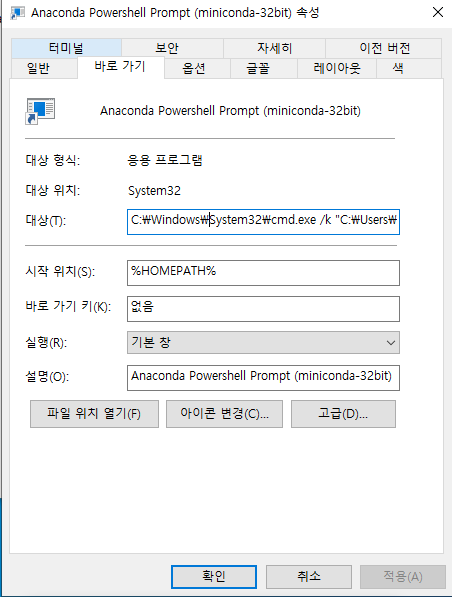 Anaconda Powershell Prompt (miniconda-32bit) 속성
터미널 보안 자세히 이전 버전
일반 바로 가기 옵션 글꼴 레이아웃 색
Anaconda Powershell Prompt (miniconda-32bit)
대상 형식: 응용 프로그램
대상 위치: System32
대상(T): C:₩Windows₩System32₩cmd.exe /k "C:₩Users₩
시작 위치(S): %HOMEPATH%
바로 가기 키(K): 없음
실행(R): 기본 창
설명(O): Anaconda Powershell Prompt (miniconda-32bit)
파일 위치 열기(F) 아이콘 변경(C)... 고급(D)...
확인 취소 적용(A)